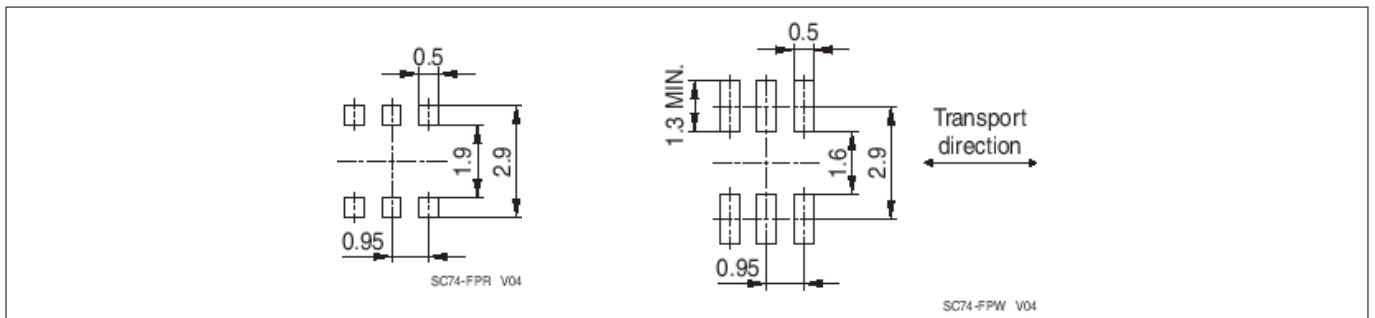 0.5
1.9
2.9
0.95
SC74-FPR V04
0.5
1.3 MIN.
1.6
2.9
0.95
Transport
direction
SC74-FPW V04